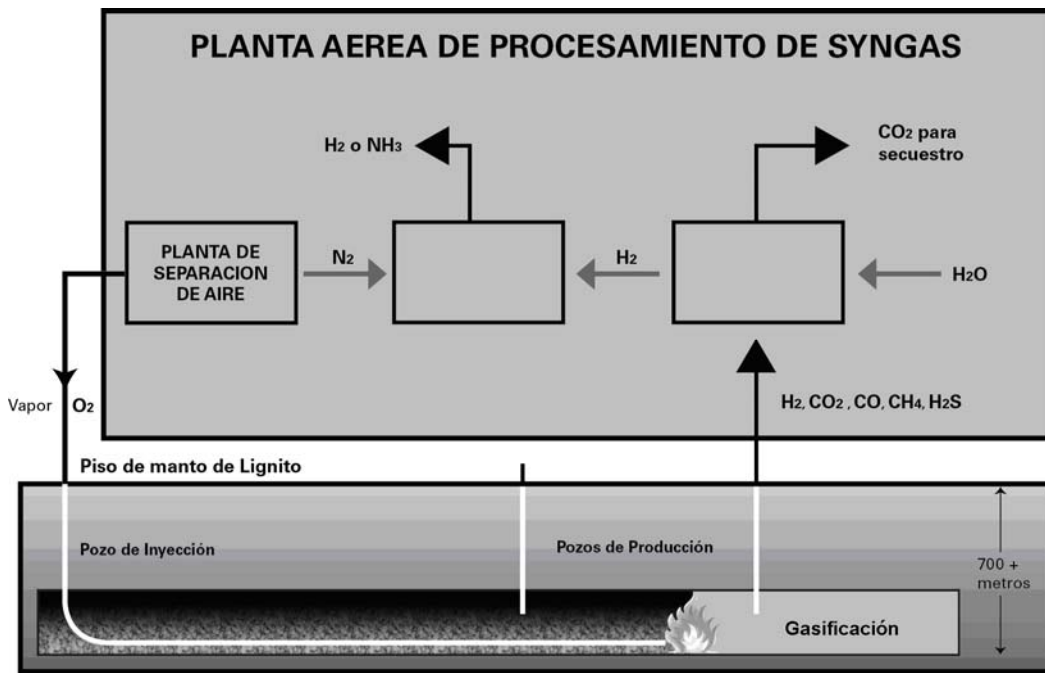 PLANTA AEREA DE PROCESAMIENTO DE SYNGAS
H2 o NH3
CO2 para
secuestro
PLANTA DE
SEPARACION
DE AIRE
N2
H2
H2O
Vapor
O2
H2, CO2 , CO, CH4, H2S
Piso de manto de Lignito
Pozo de Inyección
Pozos de Producción
700 +
metros
Gasificación